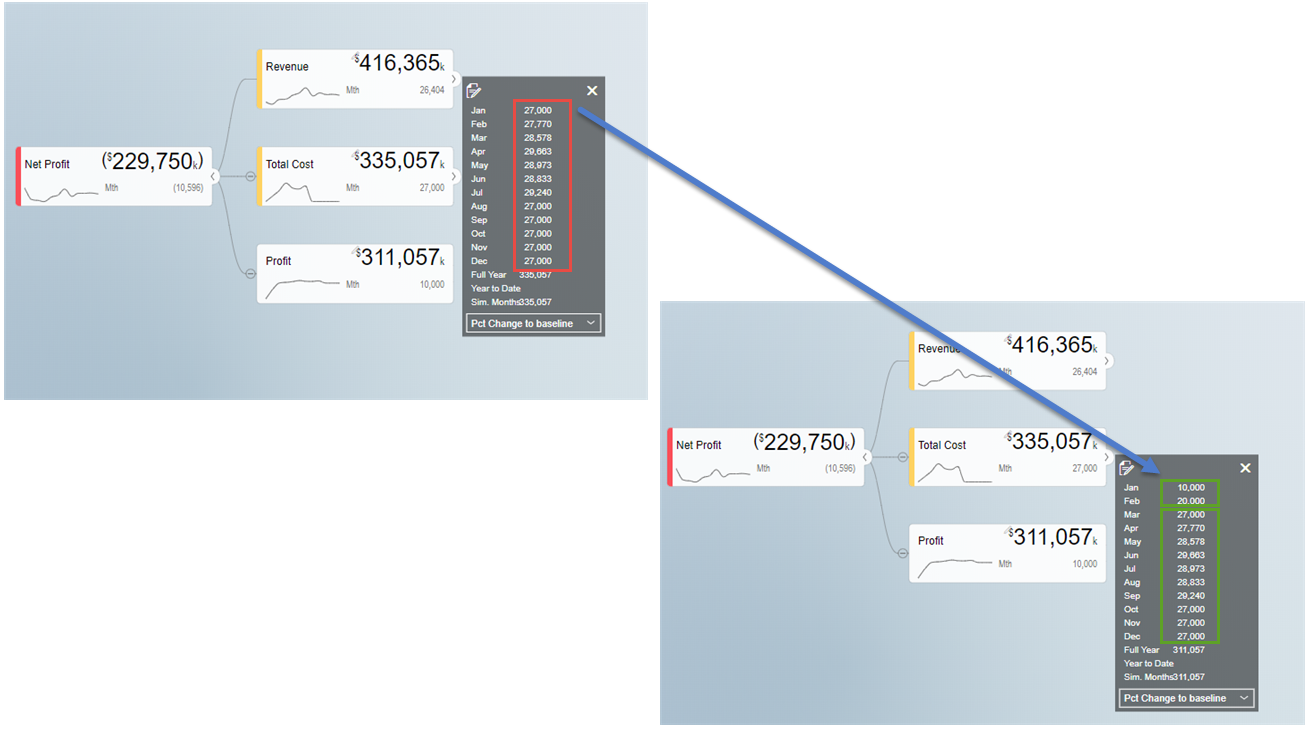 Revenue $416,365k
Mth 26,404
Net Profit ($229,750k)
Mth (10,596)
Total Cost $335,057k
Mth 27,000
Profit $311,057k
Mth 10,000
Jan 27,000
Feb 27,770
Mar 28,578
Apr 29,663
May 28,973
Jun 28,833
Jul 29,240
Aug 27,000
Sep 27,000
Oct 27,000
Nov 27,000
Dec 27,000
Full Year 335,057
Year to Date
Sim. Months335,057
Pct Change to baseline
Revenue $416,365k
Mth 26,404
Net Profit ($229,750k)
Mth (10,596)
Total Cost $335,057k
Mth 27,000
Profit $311,057k
Mth 10,000
Jan 10,000
Feb 20,000
Mar 27,000
Apr 27,770
May 28,578
Jun 29,663
Jul 28,973
Aug 28,833
Sep 29,240
Oct 27,000
Nov 27,000
Dec 27,000
Full Year 311,057
Year to Date
Sim. Months311,057
Pct Change to baseline